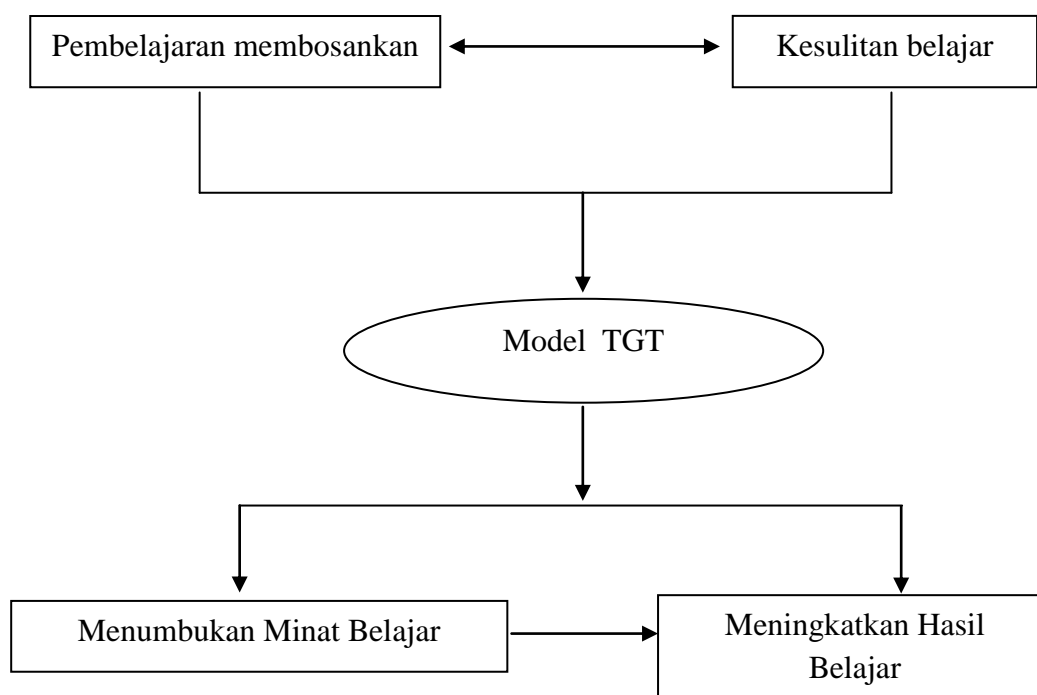 Pembelajaran membosankan
Kesulitan belajar
Model TGT
Menumbukan Minat Belajar
Meningkatkan Hasil
Belajar